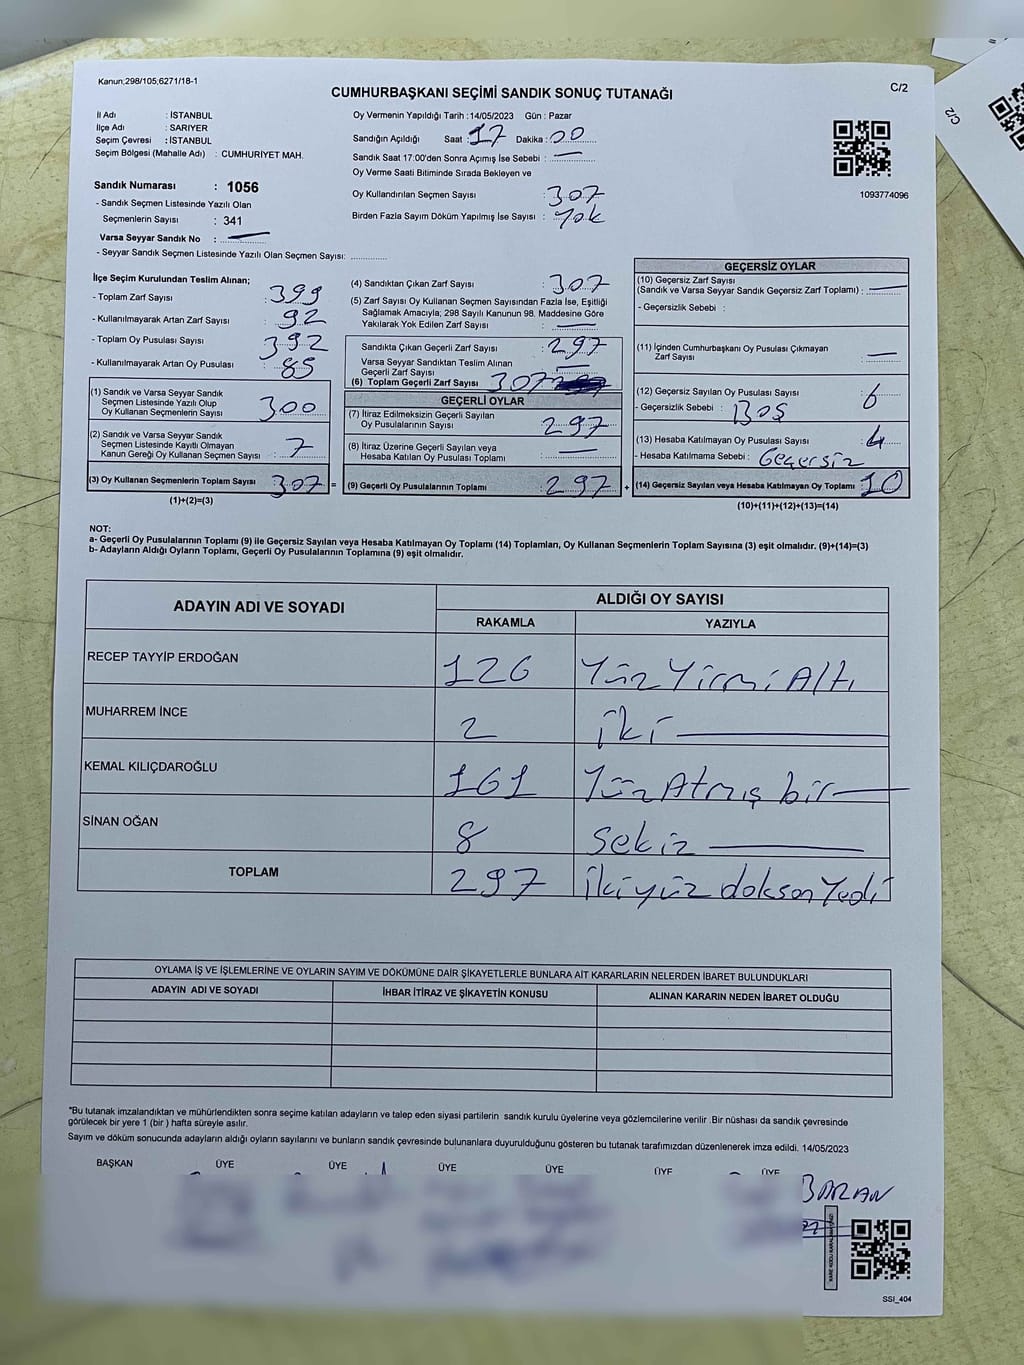 Kanun;298/105;6271/18-1
C/2
CUMHURBAŞKANI SEÇİMİ SANDIK SONUÇ TUTANAĞI
İl Adı : İSTANBUL
İlçe Adı : SARIYER
Seçim Çevresi : İSTANBUL
Seçim Bölgesi (Mahalle Adı) : CUMHURİYET MAH.
Sandık Numarası : 1056
- Sandık Seçmen Listesinde Yazılı Olan
Seçmenlerin Sayısı : 341
Varsa Seyyar Sandık No :
- Seyyar Sandık Seçmen Listesinde Yazılı Olan Seçmen Sayısı:
Oy Vermenin Yapıldığı Tarih : 14/05/2023 Gün : Pazar
Sandığın Açıldığı Saat : 17 Dakika : 00
Sandık Saat 17:00'den Sonra Açımış İse Sebebi :
Oy Verme Saati Bitiminde Sırada Bekleyen ve
Oy Kullandırılan Seçmen Sayısı : 307
Birden Fazla Sayım Döküm Yapılmış İse Sayısı : Yok
1093774096
C/2
İlçe Seçim Kurulundan Teslim Alınan;
- Toplam Zarf Sayısı : 399
- Kullanılmayarak Artan Zarf Sayısı : 92
- Toplam Oy Pusulası Sayısı : 392
- Kullanılmayarak Artan Oy Pusulası : 85
(1) Sandık ve Varsa Seyyar Sandık
Seçmen Listesinde Yazılı Olup
Oy Kullanan Seçmenlerin Sayısı : 300
(2) Sandık ve Varsa Seyyar Sandık
Seçmen Listesinde Kayıtlı Olmayan
Kanun Gereği Oy Kullanan Seçmen Sayısı : 7
(3) Oy Kullanan Seçmenlerin Toplam Sayısı : 307 =
(1)+(2)=(3)
(4) Sandıktan Çıkan Zarf Sayısı : 307
(5) Zarf Sayısı Oy Kullanan Seçmen Sayısından Fazla İse, Eşitliği
Sağlamak Amacıyla; 298 Sayılı Kanunun 98. Maddesine Göre
Yakılarak Yok Edilen Zarf Sayısı :
Sandıkta Çıkan Geçerli Zarf Sayısı : 297
Varsa Seyyar Sandıktan Teslim Alınan
Geçerli Zarf Sayısı :
(6) Toplam Geçerli Zarf Sayısı : 307
GEÇERLİ OYLAR
(7) İtiraz Edilmeksizin Geçerli Sayılan
Oy Pusulalarının Sayısı : 297
(8) İtiraz Üzerine Geçerli Sayılan veya
Hesaba Katılan Oy Pusulası Toplamı :
(9) Geçerli Oy Pusulalarının Toplamı : 297 +
GEÇERSİZ OYLAR
(10) Geçersiz Zarf Sayısı
(Sandık ve Varsa Seyyar Sandık Geçersiz Zarf Toplamı) :
- Geçersizlik Sebebi :
(11) İçinden Cumhurbaşkanı Oy Pusulası Çıkmayan
Zarf Sayısı :
(12) Geçersiz Sayılan Oy Pusulası Sayısı : 6
- Geçersizlik Sebebi : BOŞ
(13) Hesaba Katılmayan Oy Pusulası Sayısı : 4
- Hesaba Katılmama Sebebi : Geçersiz
(14) Geçersiz Sayılan veya Hesaba Katılmayan Oy Toplamı : 10
(10)+(11)+(12)+(13)=(14)
NOT:
a- Geçerli Oy Pusulalarının Toplamı (9) ile Geçersiz Sayılan veya Hesaba Katılmayan Oy Toplamı (14) Toplamları, Oy Kullanan Seçmenlerin Toplam Sayısına (3) eşit olmalıdır. (9)+(14)=(3)
b- Adayların Aldığı Oyların Toplamı, Geçerli Oy Pusulalarının Toplamına (9) eşit olmalıdır.
ADAYIN ADI VE SOYADI
ALDIĞI OY SAYISI
RAKAMLA YAZIYLA
RECEP TAYYİP ERDOĞAN 126 Yüz Yirmi Altı
MUHARREM İNCE 2 iki
KEMAL KILIÇDAROĞLU 161 Yüz Atmış bir
SİNAN OĞAN 8 sekiz
TOPLAM 297 ikiyüz dokson Yedi
OYLAMA İŞ VE İŞLEMLERİNE VE OYLARIN SAYIM VE DÖKÜMÜNE DAİR ŞİKAYETLERLE BUNLARA AİT KARARLARIN NELERDEN İBARET BULUNDUKLARI
ADAYIN ADI VE SOYADI İHBAR İTİRAZ VE ŞİKAYETİN KONUSU ALINAN KARARIN NEDEN İBARET OLDUĞU
*Bu tutanak imzalandıktan ve mühürlendikten sonra seçime katılan adayların ve talep eden siyasi partilerin sandık kurulu üyelerine veya gözlemcilerine verilir .Bir nüshası da sandık çevresinde
görülecek bir yere 1 (bir ) hafta süreyle asılır.
Sayım ve döküm sonucunda adayların aldığı oyların sayılarını ve bunların sandık çevresinde bulunanlara duyurulduğunu gösteren bu tutanak tarafımızdan düzenlenerek imza edildi. 14/05/2023
BAŞKAN ÜYE ÜYE ÜYE ÜYE ÜYE ÜYE
BARAN
SSI_404